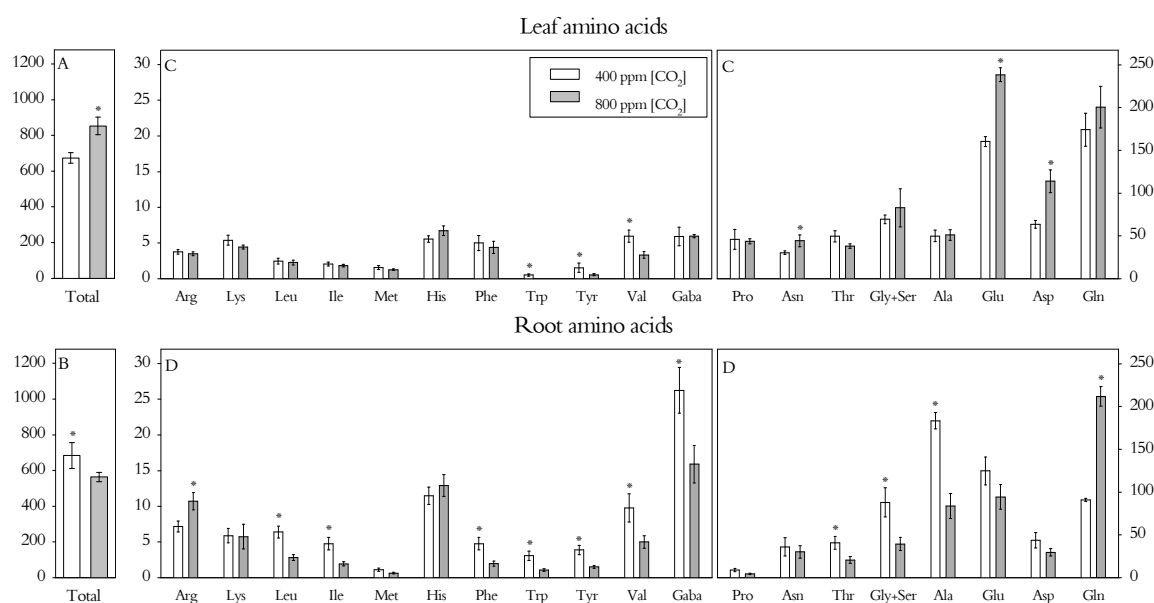 Leaf amino acids
A
1200
1000
800
600
400
200
0
*
Total
C
30
25
20
15
10
5
0
400 ppm [CO₂]
800 ppm [CO₂]
* * *
Arg Lys Leu Ile Met His Phe Trp Tyr Val Gaba
C
* * *
250
200
150
100
50
0
Pro Asn Thr Gly+Ser Ala Glu Asp Gln
Root amino acids
B
1200
1000
800
600
400
200
0
*
Total
D
30
25
20
15
10
5
0
* * * * * * * *
Arg Lys Leu Ile Met His Phe Trp Tyr Val Gaba
D
* * * *
250
200
150
100
50
0
Pro Asn Thr Gly+Ser Ala Glu Asp Gln